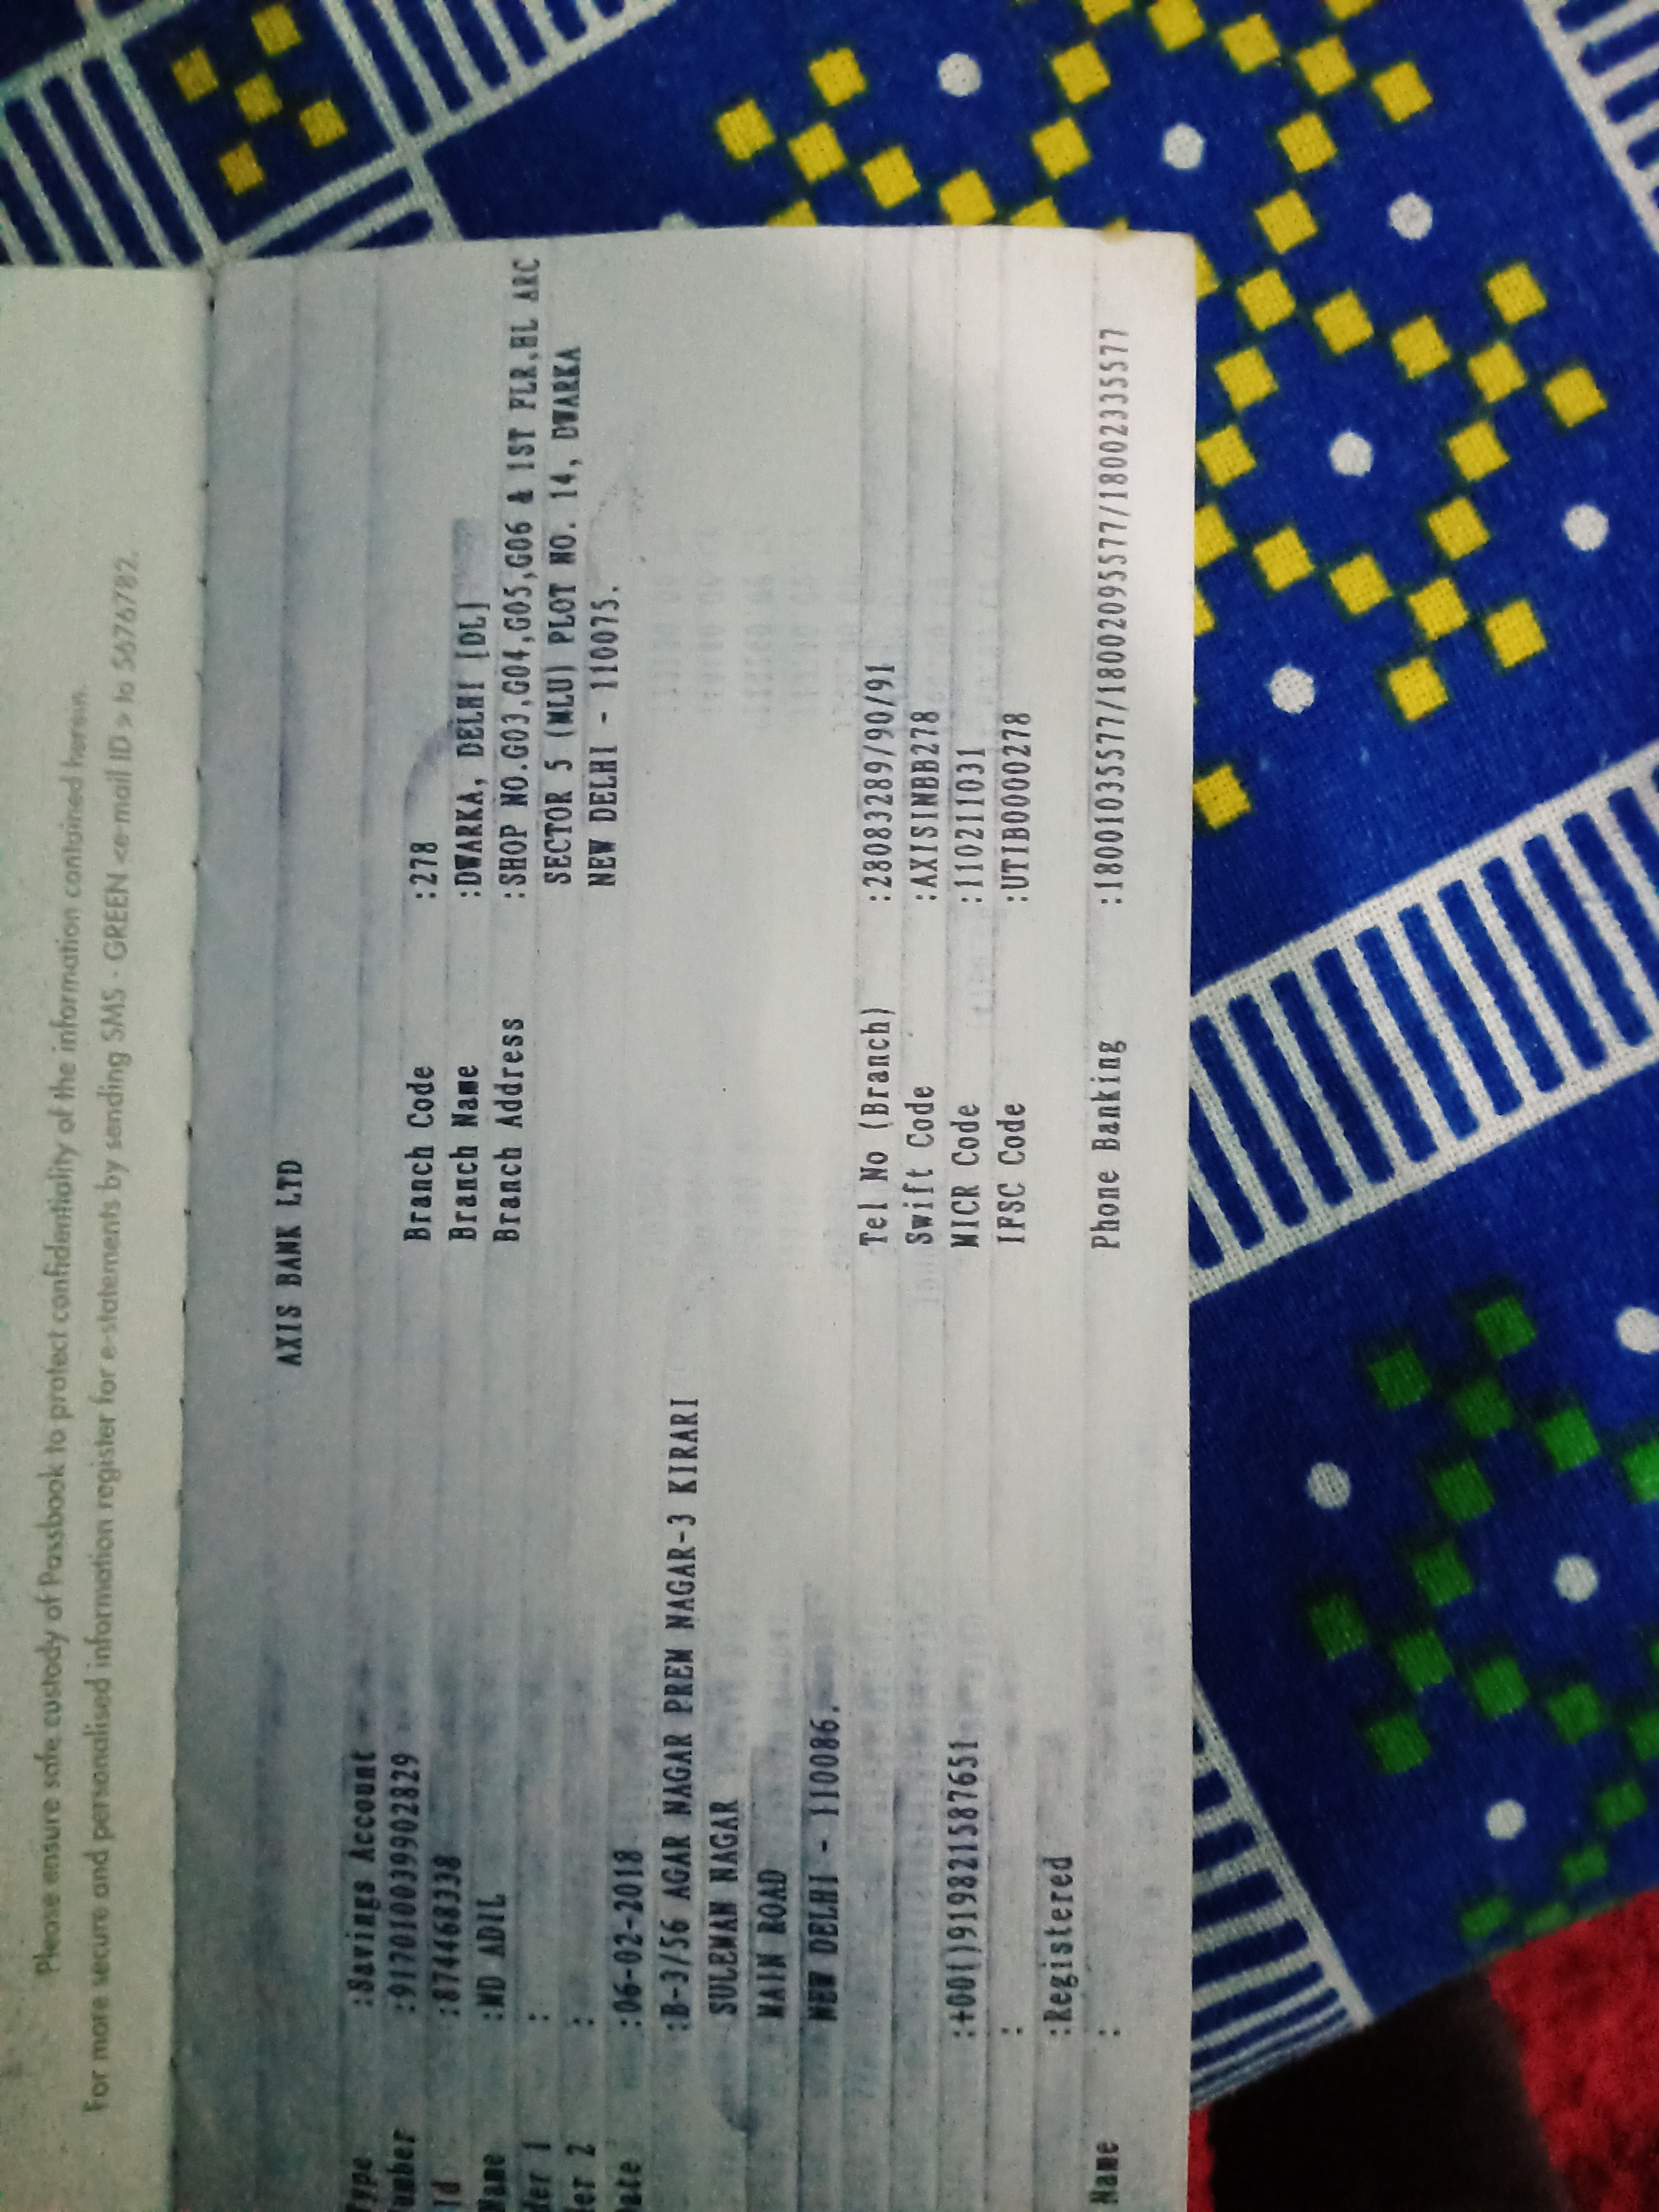 Please ensure safe custody of Passbook to protect confidentiality of the information contained herein.
For more secure and personalised information register for e-statements by sending SMS - GREEN <e-mail ID> to 5676782.
AXIS BANK LTD
Type :Savings Account
umber :917010039902829
Id :874468338
Name :MD ADIL
der 1 :
er 2 :
ate :06-02-2018
:B-3/56 AGAR NAGAR PREM NAGAR-3 KIRARI
SULEMAN NAGAR
MAIN ROAD
NEW DELHI - 110086.
:+001)919821587651
:
:Registered
Name :
Branch Code :278
Branch Name :DWARKA, DELHI [DL]
Branch Address :SHOP NO.G03,G04,G05,G06 & 1ST FLR,HL ARC
SECTOR 5 (MLU) PLOT NO. 14, DWARKA
NEW DELHI - 110075.
Tel No (Branch) :28083289/90/91
Swift Code :AXISINBB278
MICR Code :110211031
IFSC Code :UTIB0000278
Phone Banking :18001035577/18002095577/18002335577